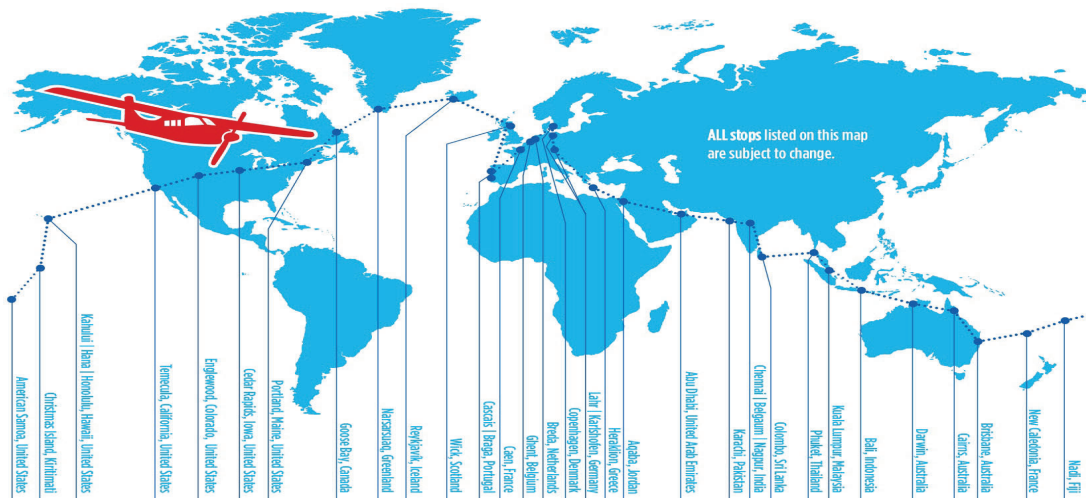 ALL stops listed on this map
are subject to change.
American Samoa, United States
Christmas Island, Kiritimati
Kahului | Hana | Honolulu, Hawaii, United States
Temecula, California, United States
Englewood, Colorado, United States
Cedar Rapids, Iowa, United States
Portland, Maine, United States
Goose Bay, Canada
Narsarsuag, Greenland
Reykjavik, Iceland
Wick, Scotland
Cascais | Braga, Portugal
Caen, France
Ghent, Belgium
Breda, Netherlands
Copenhagen, Denmark
Lahr | Karlshöfen, Germany
Heraklion, Greece
Aqaba, Jordan
Abu Dhabi, United Arab Emirates
Karachi, Pakistan
Chennai | Belgaum | Nagpur, India
Colombo, Sri Lanka
Phuket, Thailand
Kuala Lumpur, Malaysia
Bali, Indonesia
Darwin, Australia
Cairns, Australia
Brisbane, Australia
New Caledonia, France
Nadi, Fiji